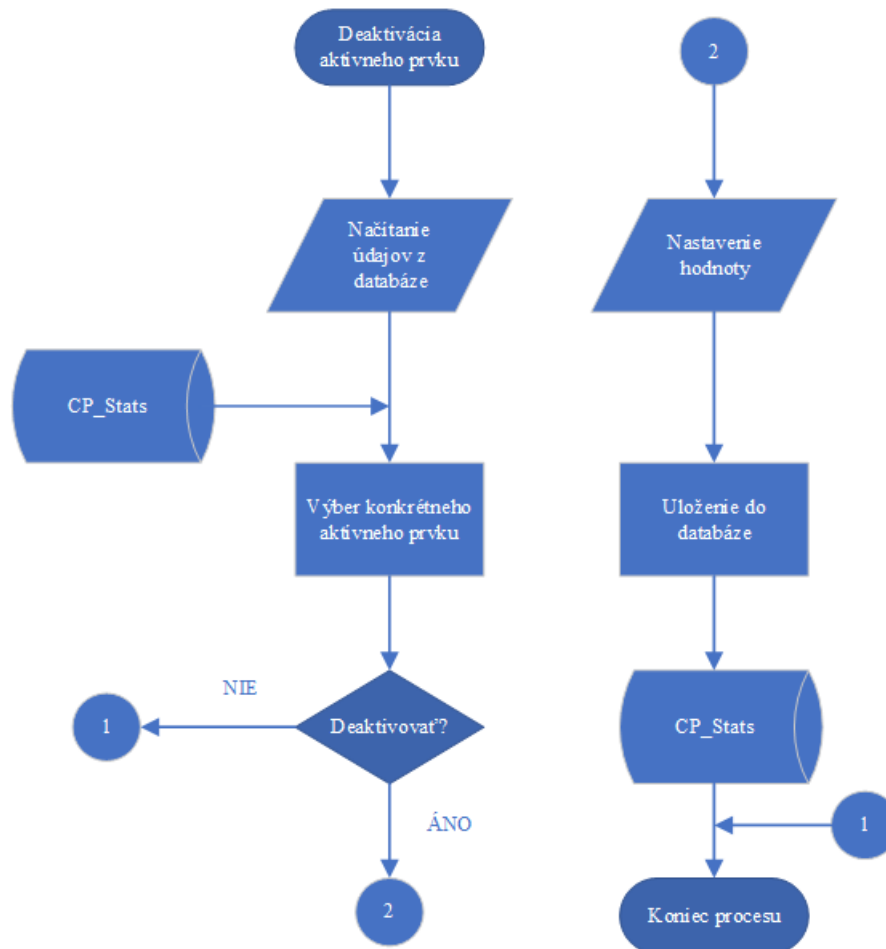 Deaktivácia
aktívneho prvku
Načítanie
údajov z
databáze
CP_Stats
Výber konkrétneho
aktívneho prvku
Deaktivovať?
NIE
1
ÁNO
2
2
Nastavenie
hodnoty
Uloženie do
databáze
CP_Stats
1
Koniec procesu